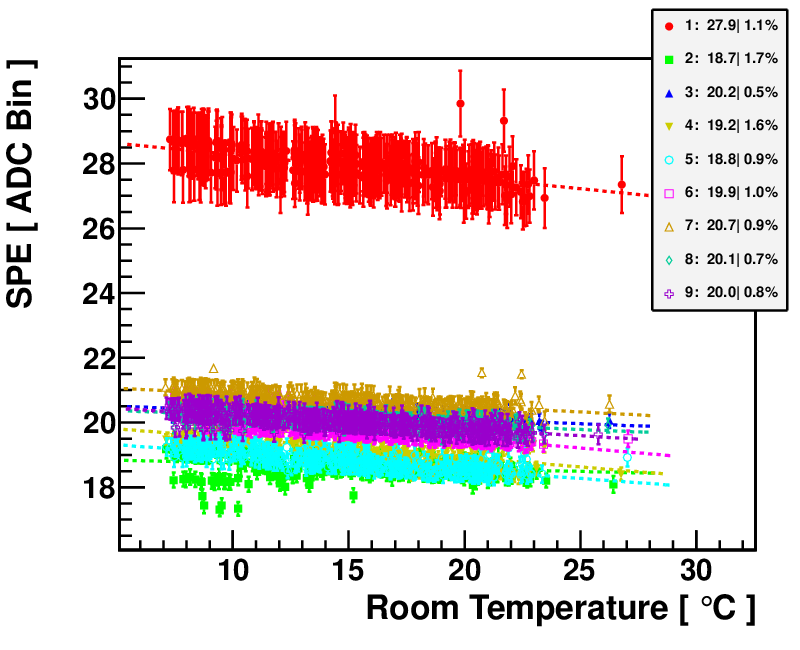 1: 27.9| 1.1%
2: 18.7| 1.7%
3: 20.2| 0.5%
4: 19.2| 1.6%
5: 18.8| 0.9%
6: 19.9| 1.0%
7: 20.7| 0.9%
8: 20.1| 0.7%
9: 20.0| 0.8%
SPE [ ADC Bin ]
30
28
26
24
22
20
18
10 15 20 25 30
Room Temperature [ °C ]